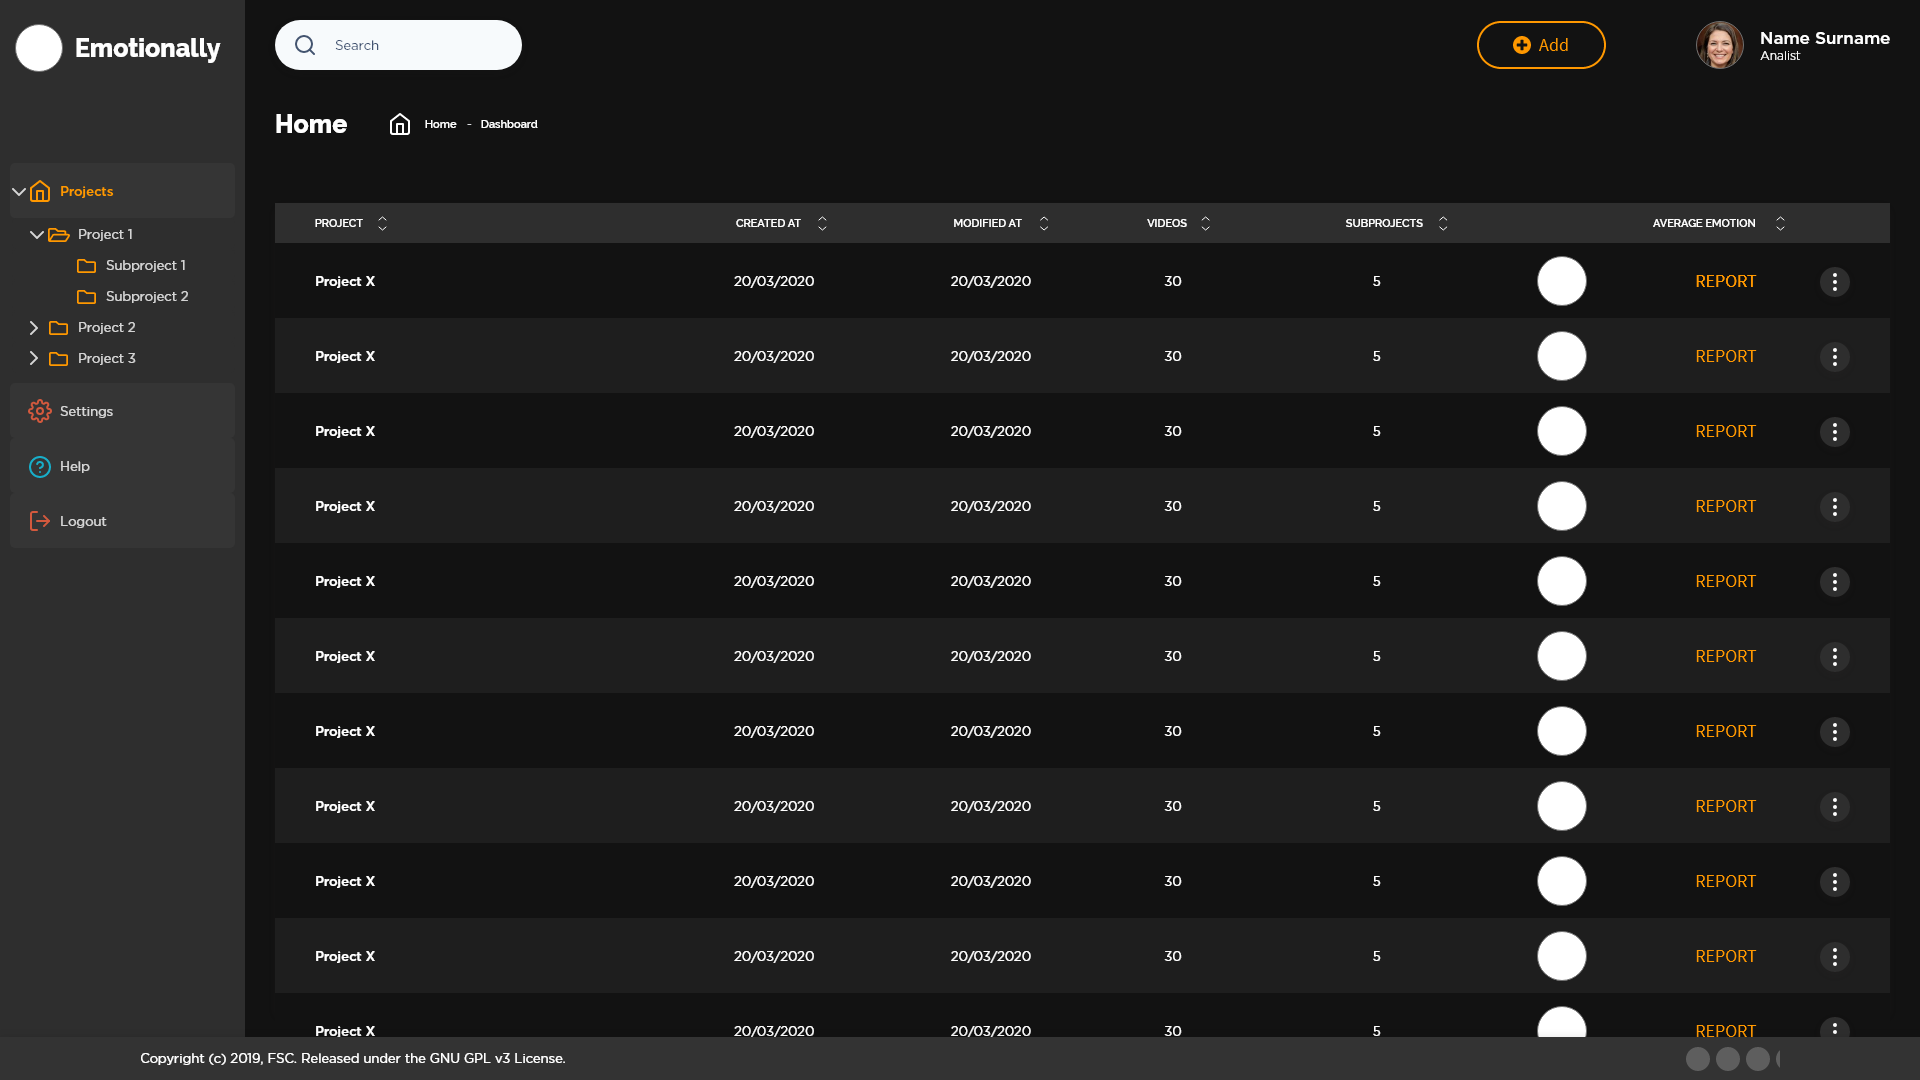 Emotionally
Search
Add
Name Surname
Analist
Home
Home - Dashboard
Projects
Project 1
Subproject 1
Subproject 2
Project 2
Project 3
Settings
Help
Logout
PROJECT CREATED AT MODIFIED AT VIDEOS SUBPROJECTS AVERAGE EMOTION
Project X 20/03/2020 20/03/2020 30 5 REPORT
Project X 20/03/2020 20/03/2020 30 5 REPORT
Project X 20/03/2020 20/03/2020 30 5 REPORT
Project X 20/03/2020 20/03/2020 30 5 REPORT
Project X 20/03/2020 20/03/2020 30 5 REPORT
Project X 20/03/2020 20/03/2020 30 5 REPORT
Project X 20/03/2020 20/03/2020 30 5 REPORT
Project X 20/03/2020 20/03/2020 30 5 REPORT
Project X 20/03/2020 20/03/2020 30 5 REPORT
Project X 20/03/2020 20/03/2020 30 5 REPORT
Project X 20/03/2020 20/03/2020 30 5 REPORT
Copyright (c) 2019, FSC. Released under the GNU GPL v3 License.